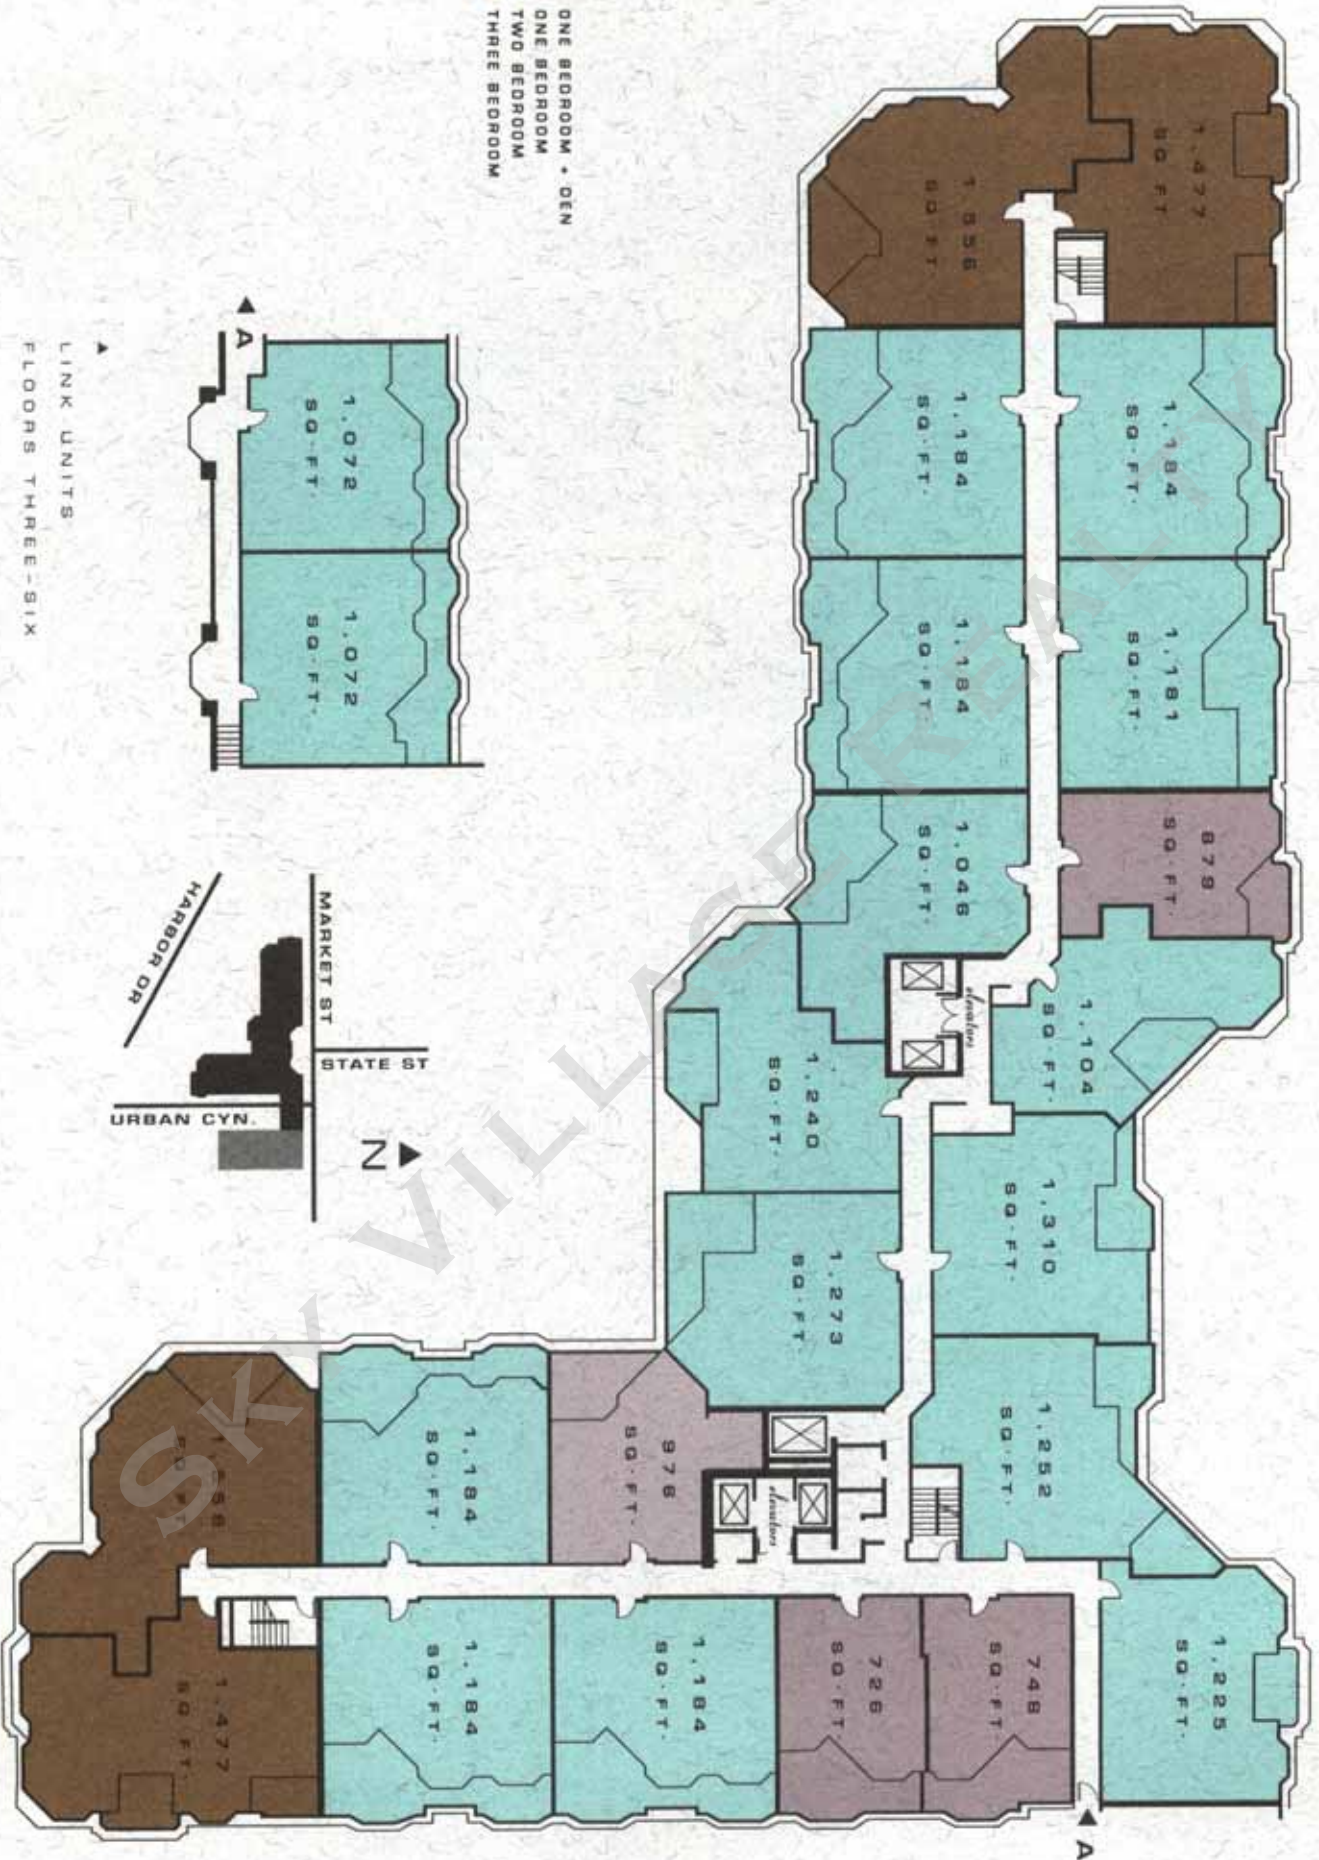 ONE BEDROOM + DEN
ONE BEDROOM
TWO BEDROOM
THREE BEDROOM
1,477
SQ FT
1,556
SQ·FT
1,184
SQ·FT·
1,184
SQ·FT·
1,181
SQ·FT·
1,184
SQ·FT·
879
SQ·FT·
1,046
SQ·FT·
elevators
1,104
SQ·FT·
1,240
SQ·FT·
1,310
SQ·FT·
1,273
SQ·FT
1,252
SQ·FT·
elevators
976
SQ·FT·
1,184
SQ·FT·
SQ FT
1,225
SQ·FT·
748
SQ·FT·
726
SQ·FT·
1,184
SQ·FT·
1,184
SQ·FT·
1,477
SQ FT·
A
A
1,072
SQ·FT·
1,072
SQ·FT·
LINK UNITS
FLOORS THREE-SIX
MARKET ST
HARBOR DR
STATE ST
URBAN CYN.
N
SKY VILLAGE REALTY